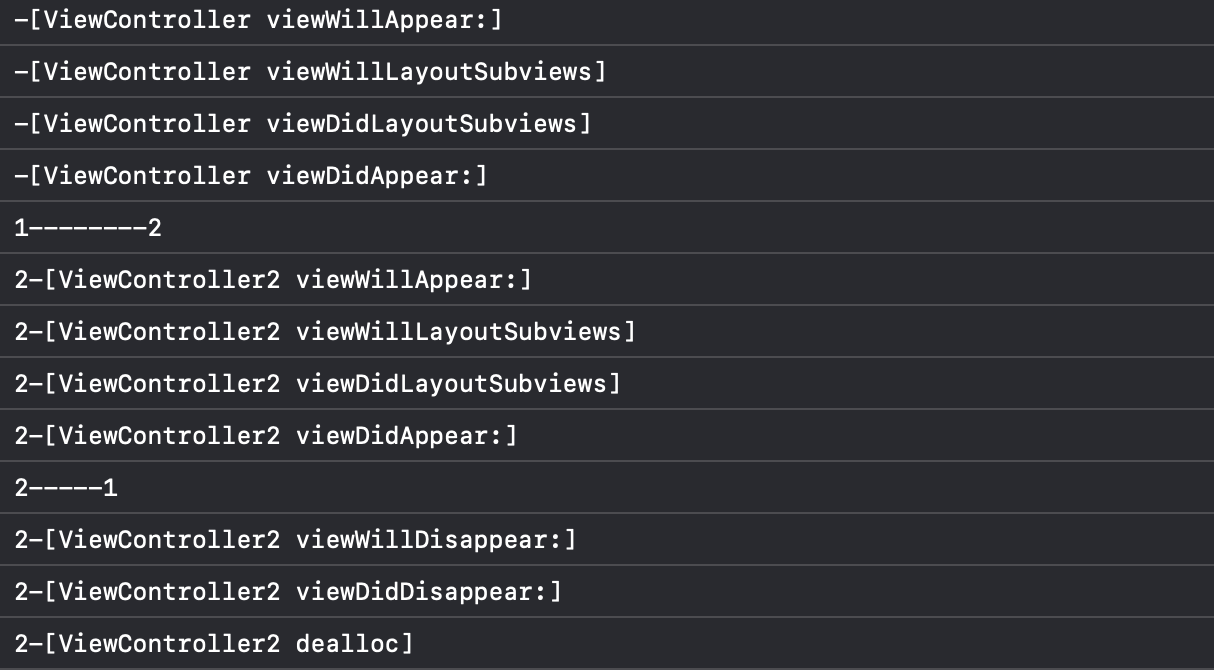 -[ViewController viewWillAppear:]
-[ViewController viewWillLayoutSubviews]
-[ViewController viewDidLayoutSubviews]
-[ViewController viewDidAppear:]
1--------2
2-[ViewController2 viewWillAppear:]
2-[ViewController2 viewWillLayoutSubviews]
2-[ViewController2 viewDidLayoutSubviews]
2-[ViewController2 viewDidAppear:]
2-----1
2-[ViewController2 viewWillDisappear:]
2-[ViewController2 viewDidDisappear:]
2-[ViewController2 dealloc]